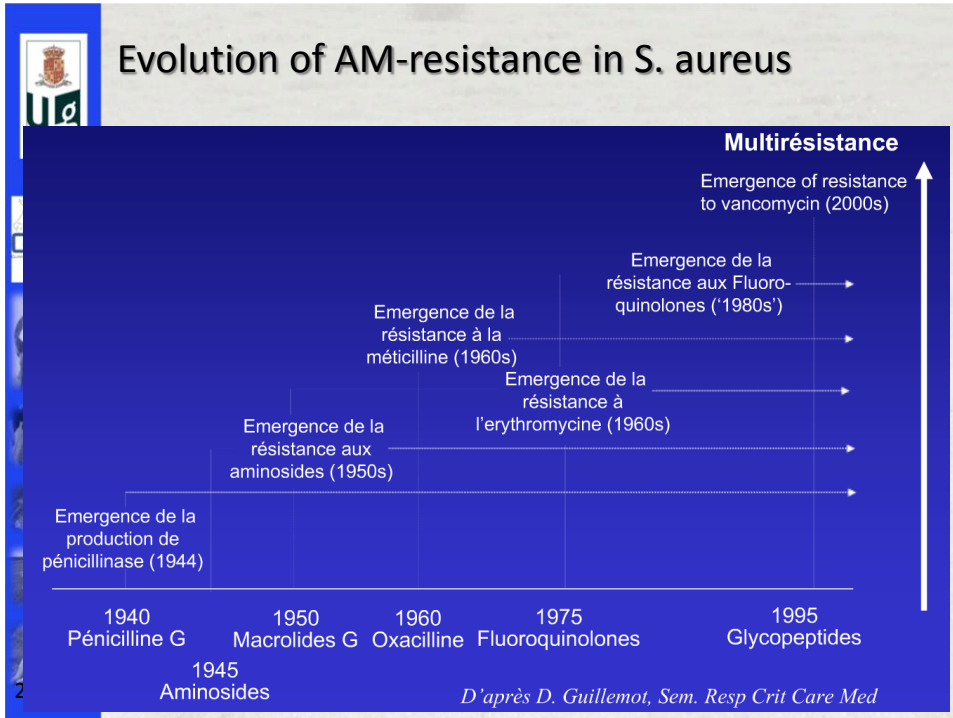 Evolution of AM-resistance in S. aureus
Multirésistance
Emergence of resistance
to vancomycin (2000s)
Emergence de la
résistance aux Fluoro-
quinolones (‘1980s’)
Emergence de la
résistance à la
méticilline (1960s)
Emergence de la
résistance à
l’erythromycine (1960s)
Emergence de la
résistance aux
aminosides (1950s)
Emergence de la
production de
pénicillinase (1944)
1940
Pénicilline G
1945
Aminosides
1950
Macrolides G
1960
Oxacilline
1975
Fluoroquinolones
1995
Glycopeptides
D’après D. Guillemot, Sem. Resp Crit Care Med